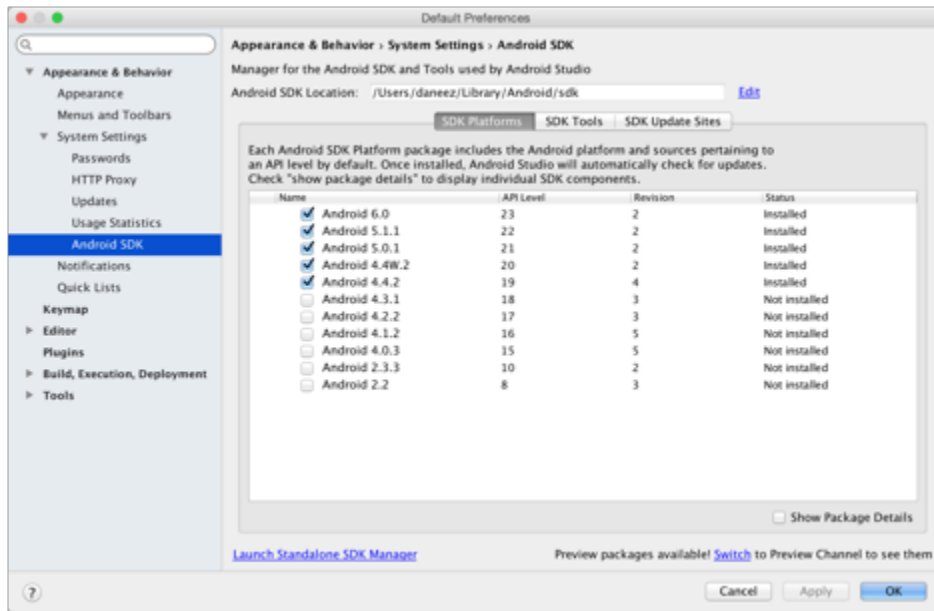 Default Preferences
Appearance & Behavior
Appearance
Menus and Toolbars
System Settings
Passwords
HTTP Proxy
Updates
Usage Statistics
Android SDK
Notifications
Quick Lists
Keymap
Editor
Plugins
Build, Execution, Deployment
Tools
Appearance & Behavior › System Settings › Android SDK
Manager for the Android SDK and Tools used by Android Studio
Android SDK Location: /Users/daneez/Library/Android/sdk Edit
SDK Platforms SDK Tools SDK Update Sites
Each Android SDK Platform package includes the Android platform and sources pertaining to
an API level by default. Once installed, Android Studio will automatically check for updates.
Check "show package details" to display individual SDK components.
Name API Level Revision Status
Android 6.0 23 2 Installed
Android 5.1.1 22 2 Installed
Android 5.0.1 21 2 Installed
Android 4.4W.2 20 2 Installed
Android 4.4.2 19 4 Installed
Android 4.3.1 18 3 Not installed
Android 4.2.2 17 3 Not installed
Android 4.1.2 16 5 Not installed
Android 4.0.3 15 5 Not installed
Android 2.3.3 10 2 Not installed
Android 2.2 8 3 Not installed
Show Package Details
Launch Standalone SDK Manager Preview packages available! Switch to Preview Channel to see them
? Cancel Apply OK